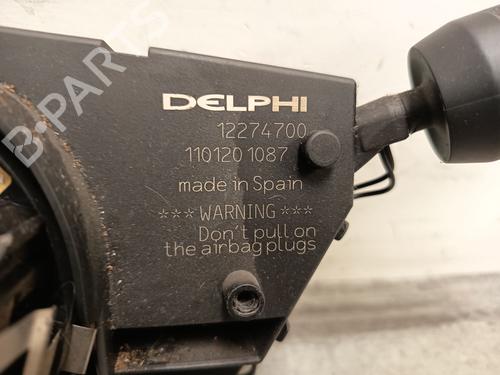 DELPHI
12274700
110120 1087
made in Spain
*** WARNING ***
Don't pull on
the airbag plugs
B-PARTS